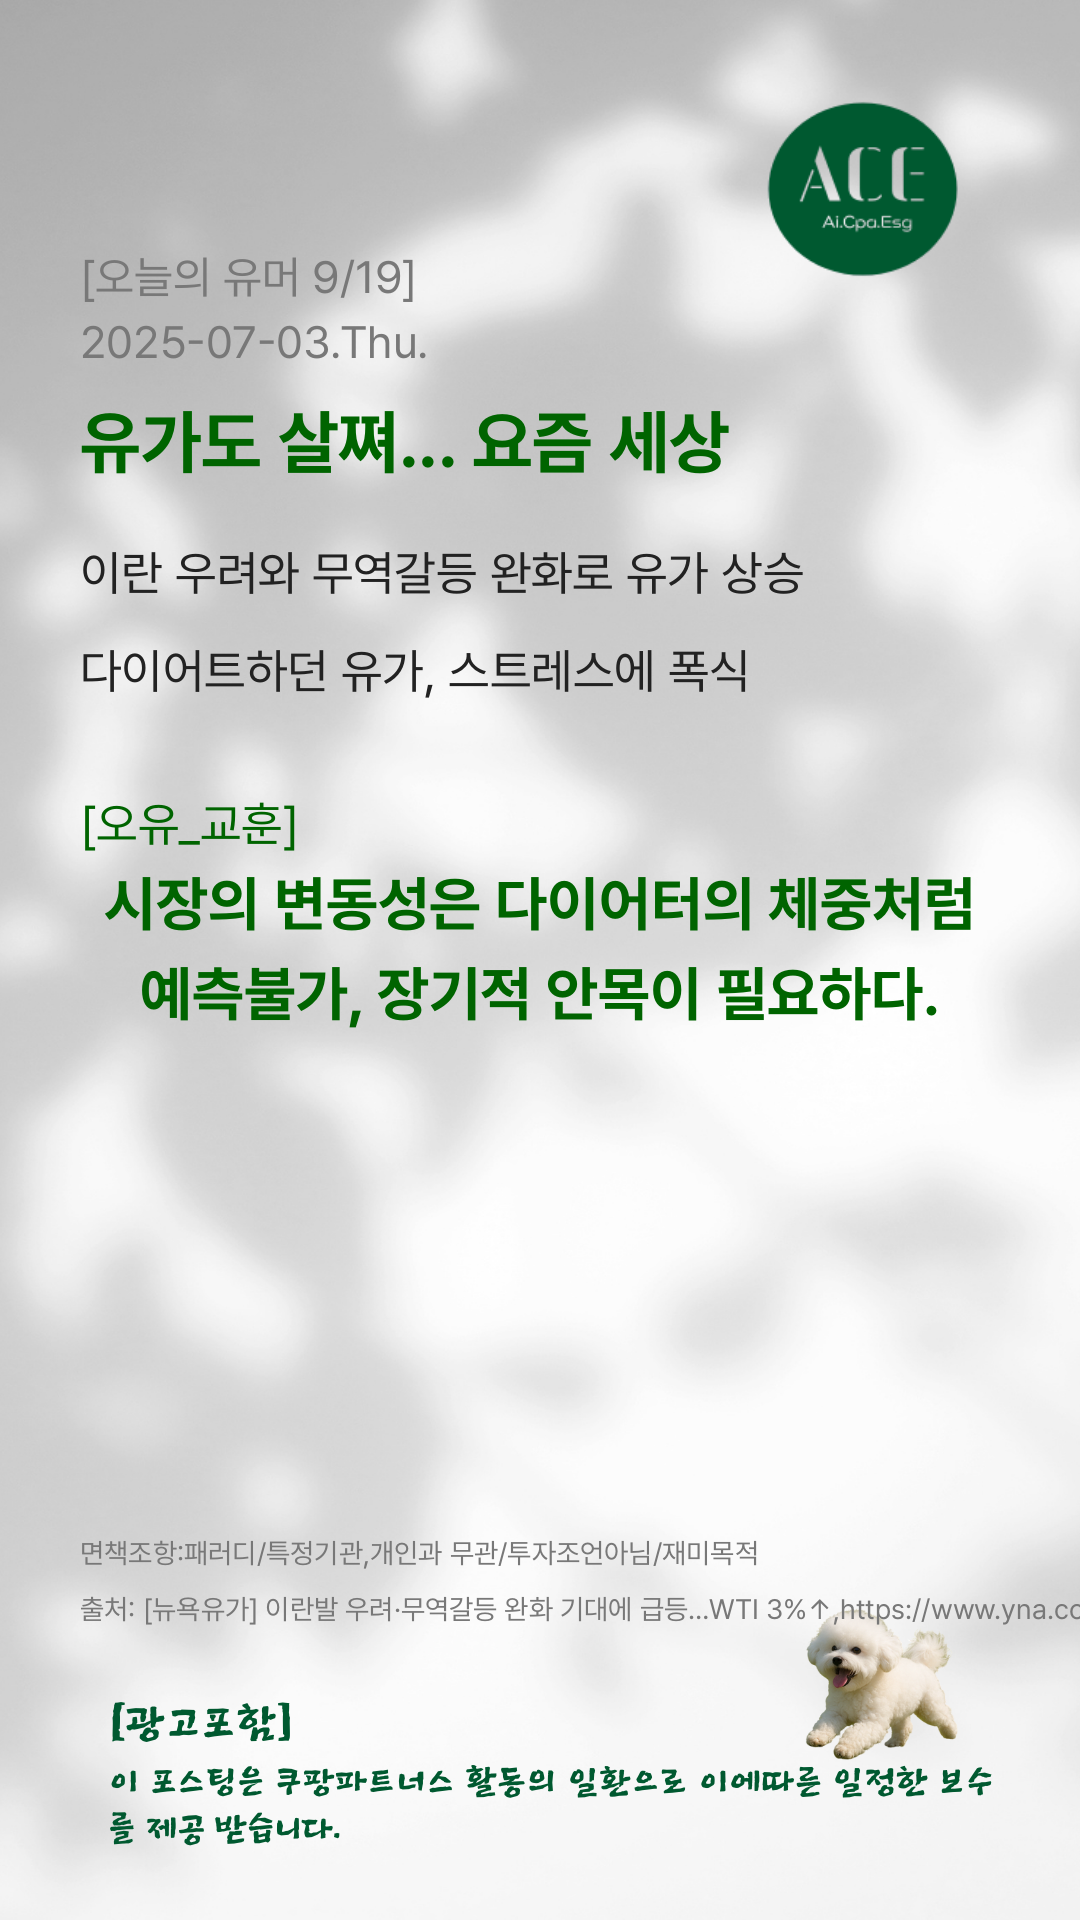 ACE
Ai.Cpa.Esg
[오늘의 유머 9/19]
2025-07-03.Thu.
유가도 살쪄... 요즘 세상
이란 우려와 무역갈등 완화로 유가 상승
다이어트하던 유가, 스트레스에 폭식
[오유_교훈]
시장의 변동성은 다이어터의 체중처럼
예측불가, 장기적 안목이 필요하다.
면책조항:패러디/특정기관,개인과 무관/투자조언아님/재미목적
출처: [뉴욕유가] 이란발 우려·무역갈등 완화 기대에 급등...WTI 3%↑,https://www.yna.co
[광고포함]
이 포스팅은 쿠팡파트너스 활동의 일환으로 이에따른 일정한 보수
를 제공 받습니다.